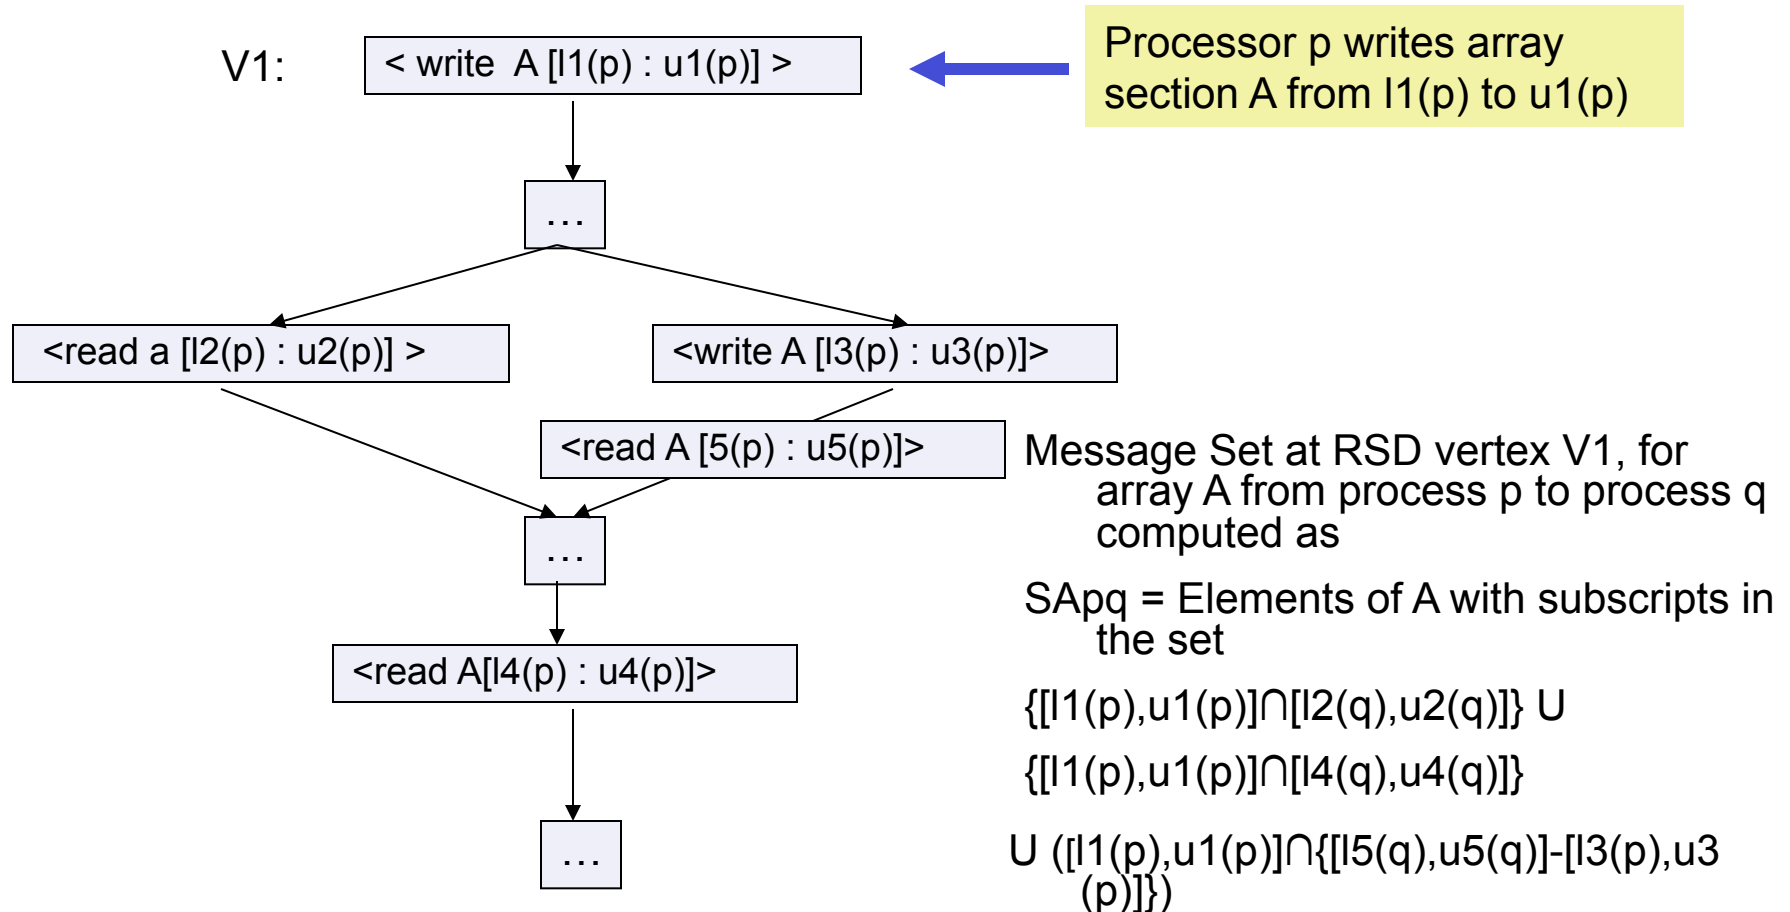 V1:
< write  A [l1(p) : u1(p)] >
Processor p writes array
section A from l1(p) to u1(p)
...
<read a [l2(p) : u2(p)] >
<write A [l3(p) : u3(p)]>
<read A [5(p) : u5(p)]>
Message Set at RSD vertex V1, for
array A from process p to process q
computed as
...
SApq = Elements of A with subscripts in
the set
<read A[l4(p) : u4(p)]>
{[l1(p),u1(p)]∩[l2(q),u2(q)]} U
{[l1(p),u1(p)]∩[l4(q),u4(q)]}
...
U ([l1(p),u1(p)]∩{[l5(q),u5(q)]-[l3(p),u3
(p)]})